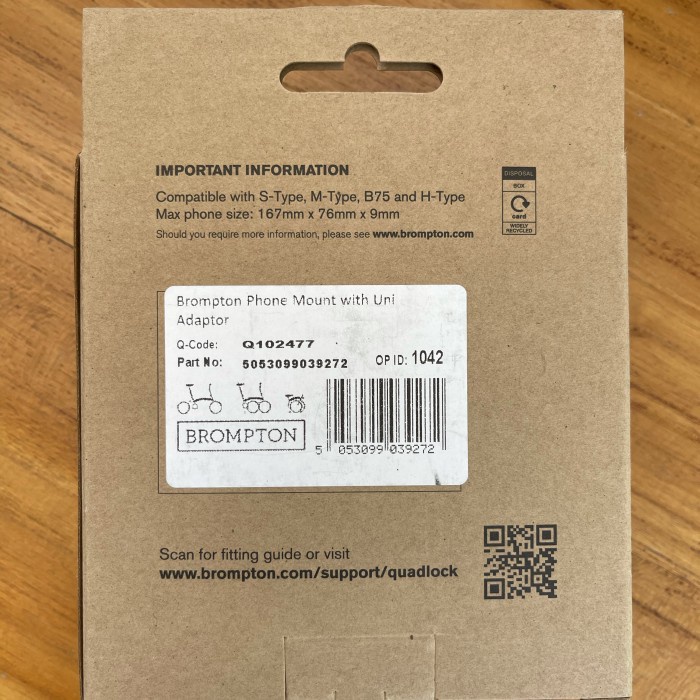 IMPORTANT INFORMATION
Compatible with S-Type, M-Type, B75 and H-Type
Max phone size: 167mm x 76mm x 9mm
Should you require more information, please see www.brompton.com
DISPOSAL
BOX
card
WIDELY
RECYCLED
Brompton Phone Mount with Uni
Adaptor
Q-Code: Q102477
Part No: 5053099039272 OP ID: 1042
BROMPTON
5 053099 039272
Scan for fitting guide or visit
www.brompton.com/support/quadlock